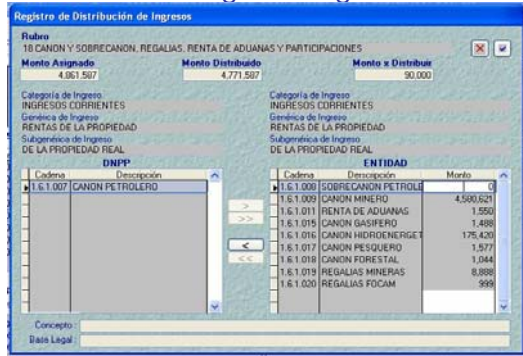 Registro de Distribución de Ingresos
Rubro
18 CANON Y SOBRECANON, REGALIAS, RENTA DE ADUANAS Y PARTICIPACIONES
Monto Asignado Monto Distribuido Monto x Distribuir
4,861,587 4,771,587 90,000
Categoría de Ingreso Categoría de Ingreso
INGRESOS CORRIENTES INGRESOS CORRIENTES
Genérica de Ingreso Genérica de Ingreso
RENTAS DE LA PROPIEDAD RENTAS DE LA PROPIEDAD
Subgenérica de Ingreso Subgenérica de Ingreso
DE LA PROPIEDAD REAL DE LA PROPIEDAD REAL
DNPP ENTIDAD
Cadena Descripción Cadena Descripción Monto
1.6.1.007 CANON PETROLERO 1.6.1.008 SOBRECANON PETROLE 0
1.6.1.009 CANON MINERO 4,580,621
> 1.6.1.011 RENTA DE ADUANAS 1,550
>> 1.6.1.015 CANON GASIFERO 1,488
1.6.1.016 CANON HIDROENERGET 175,420
< 1.6.1.017 CANON PESQUERO 1,577
<< 1.6.1.018 CANON FORESTAL 1,044
1.6.1.019 REGALIAS MINERAS 8,888
1.6.1.020 REGALIAS FOCAM 999
Concepto
Base Legal